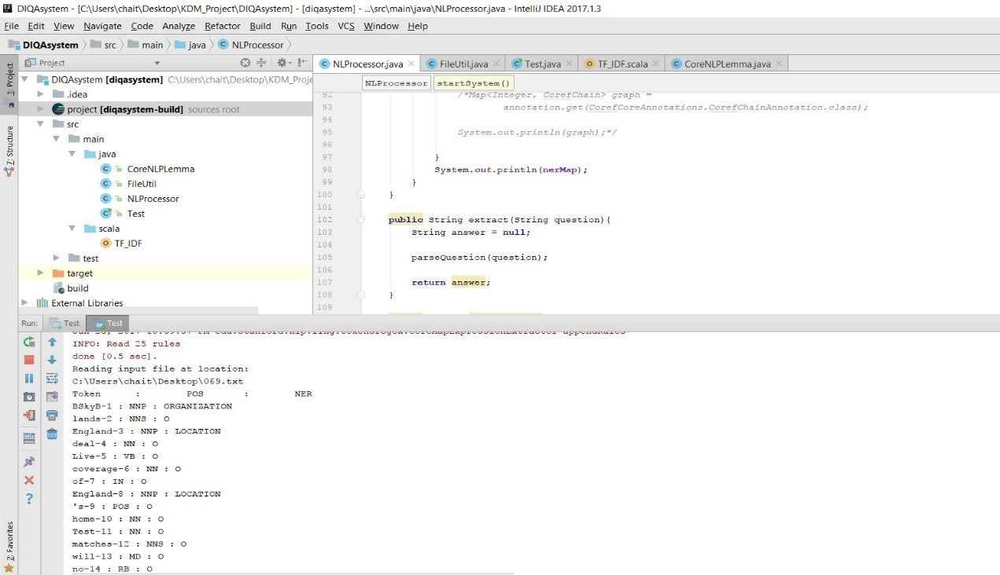 DIQAsystem - [C:\Users\chait\Desktop\KDM_Project\DIQAsystem] - [diqasystem] - ...\src\main\java\NLProcessor.java - IntelliJ IDEA 2017.1.3
File Edit View Navigate Code Analyze Refactor Build Run Tools VCS Window Help
DIQAsystem src main java NLProcessor
Project
NLProcessor.java FileUtil.java Test.java TF_IDF.scala CoreNLPLemma.java
1: Project
7: Structure
2: Favorites
DIQAsystem [diqasystem] C:\Users\chait\Desktop\KDM_Proje
.idea
project [diqasystem-build] sources root
src
main
java
CoreNLPLemma
FileUtil
NLProcessor
Test
scala
TF_IDF
test
target
build
External Libraries
NLProcessor startSystem()
92 /*Map<Integer, CorefChain> graph =
93 annotation.get(CorefCoreAnnotations.CorefChainAnnotation.class);
94
95 System.out.println(graph);*/
96
97 }
98 System.out.println(nerMap);
99 }
100 }
101
102 public String extract(String question){
103 String answer = null;
104
105 parseQuestion(question);
106
107 return answer;
108 }
109
Run: Test Test
INFO: Read 25 rules
done [0.5 sec].
Reading input file at location:
C:\Users\chait\Desktop\069.txt
Token : POS : NER
BSkyB-1 : NNP : ORGANIZATION
lands-2 : NNS : O
England-3 : NNP : LOCATION
deal-4 : NN : O
Live-5 : VB : O
coverage-6 : NN : O
of-7 : IN : O
England-8 : NNP : LOCATION
's-9 : POS : O
home-10 : NN : O
Test-11 : NN : O
matches-12 : NNS : O
will-13 : MD : O
no-14 : RB : O